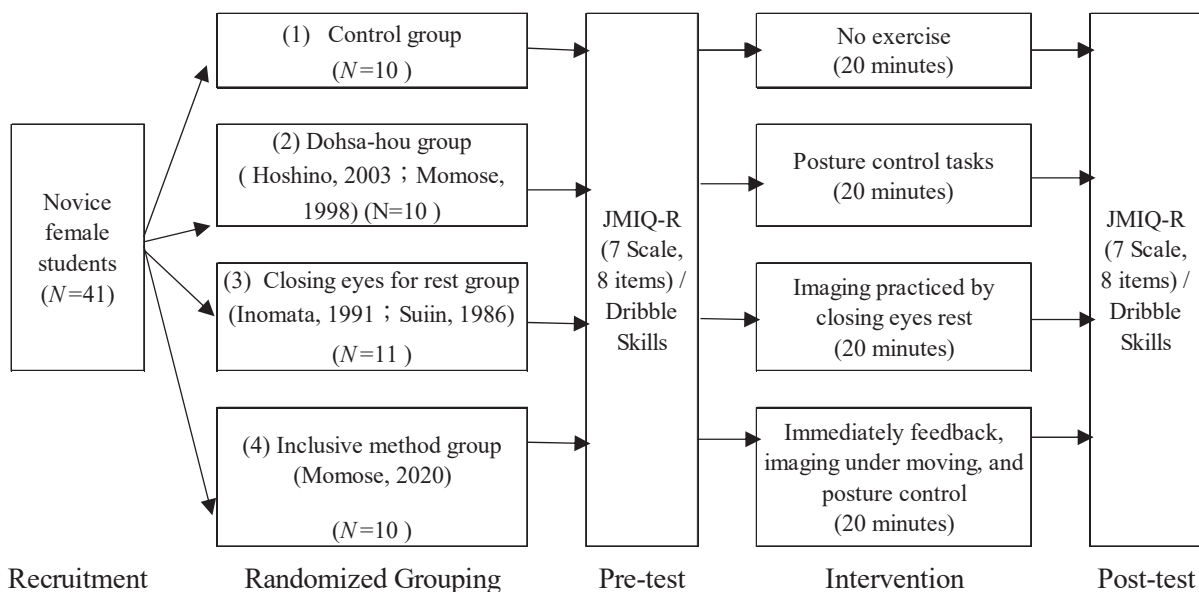 Novice
female
students
(N=41)
(1) Control group
(N=10 )
(2) Dohsa-hou group
( Hoshino, 2003；Momose,
1998) (N=10)
(3) Closing eyes for rest group
(Inomata, 1991；Suiin, 1986)
(N=11 )
(4) Inclusive method group
(Momose, 2020)
(N=10 )
JMIQ-R
(7 Scale,
8 items) /
Dribble
Skills
No exercise
(20 minutes)
Posture control tasks
(20 minutes)
Imaging practiced by
closing eyes rest
(20 minutes)
Immediately feedback,
imaging under moving, and
posture control
(20 minutes)
JMIQ-R
(7 Scale,
8 items) /
Dribble
Skills
Recruitment
Randomized Grouping
Pre-test
Intervention
Post-test